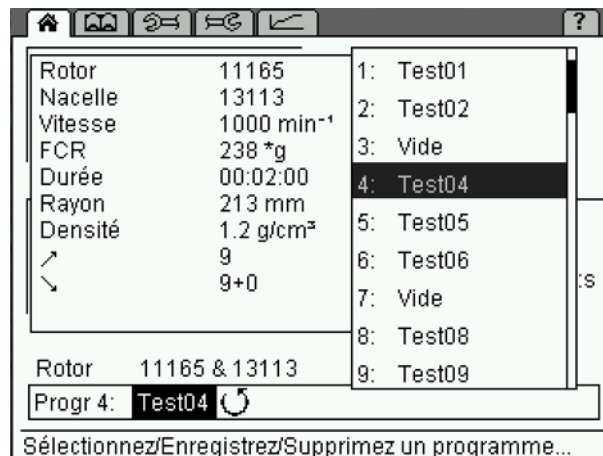 ?
Rotor 11165
Nacelle 13113
Vitesse 1000 min⁻¹
FCR 238 *g
Durée 00:02:00
Rayon 213 mm
Densité 1.2 g/cm³
↗ 9
↘ 9+0
1: Test01
2: Test02
3: Vide
4: Test04
5: Test05
6: Test06
7: Vide
8: Test08
9: Test09
:s
Rotor 11165 & 13113
Progr 4: Test04
Sélectionnez/Enregistrez/Supprimez un programme...